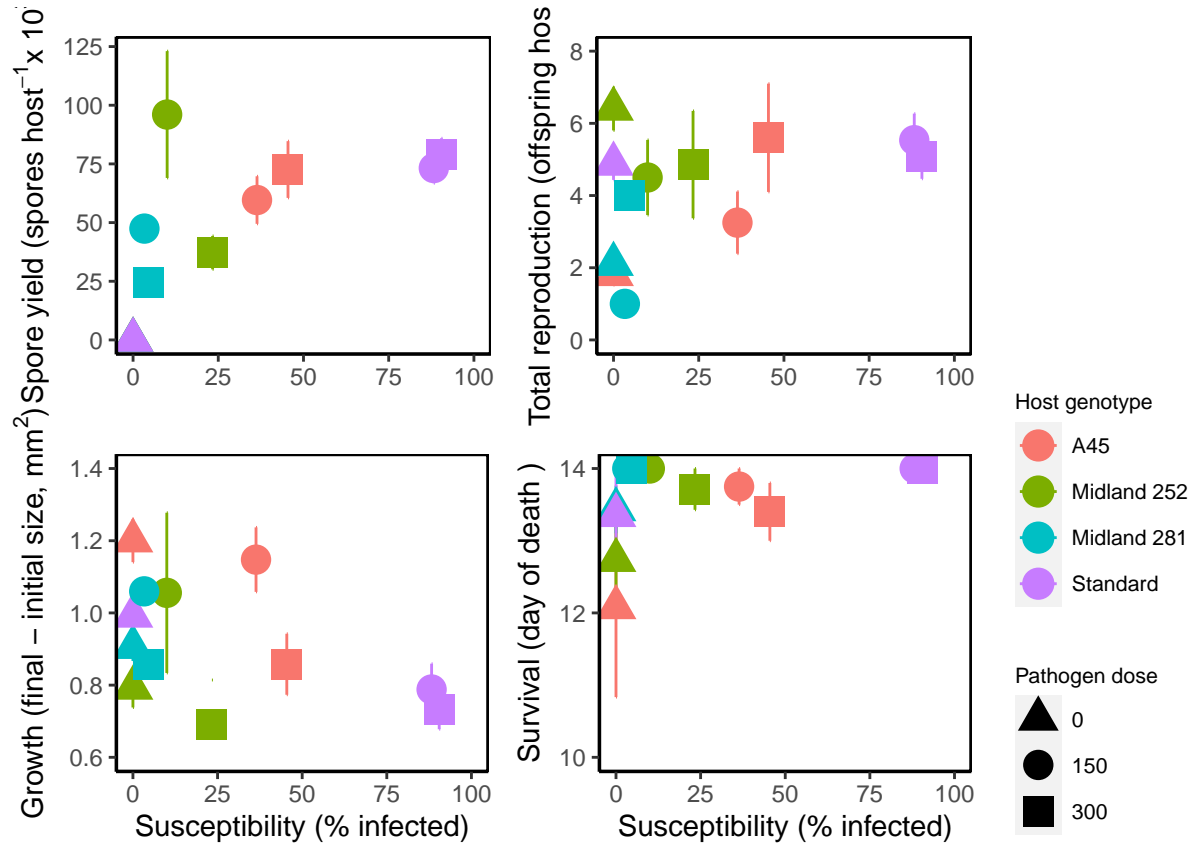 Spore yield (spores host⁻¹ x 10
125
100
75
50
25
0
0 25 50 75 100
Total reproduction (offspring hos
8
6
4
2
0
0 25 50 75 100
Growth (final − initial size, mm²)
1.4
1.2
1.0
0.8
0.6
0 25 50 75 100
Susceptibility (% infected)
Survival (day of death )
14
12
10
0 25 50 75 100
Susceptibility (% infected)
Host genotype
A45
Midland 252
Midland 281
Standard
Pathogen dose
0
150
300